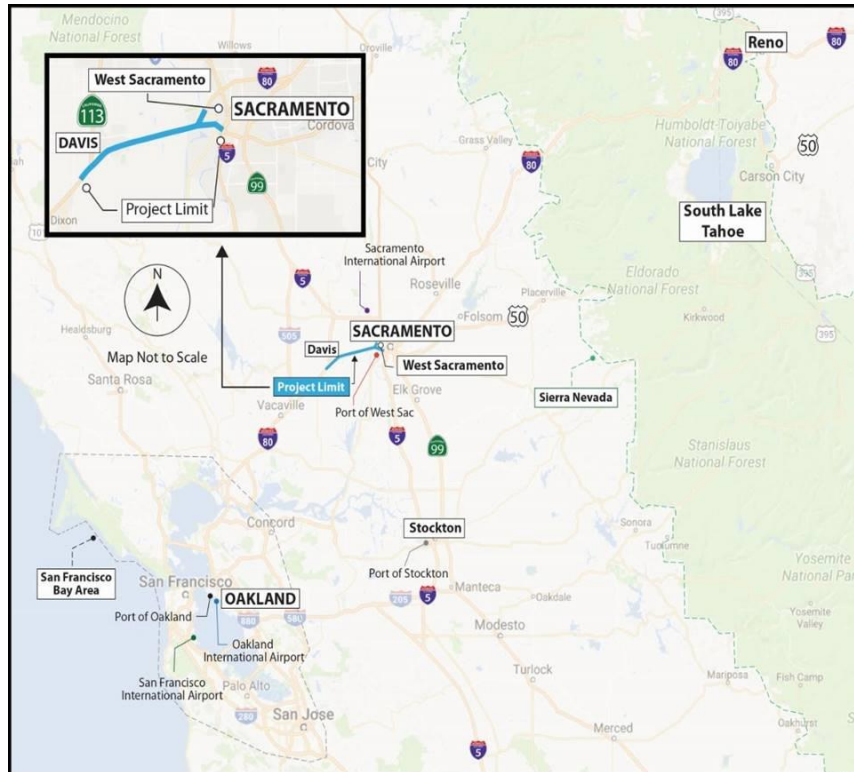 Mendocino
National Forest
Willows
Oroville
395
Reno
80
80
West Sacramento
80
CALIFORNIA
113
SACRAMENTO
Cordova
DAVIS
5
99
Project Limit
Dixon
Grass Valley
City
80
Humboldt-Toiyabe
National Forest
50
Carson City
South Lake
Tahoe
395
101
N
Map Not to Scale
Healdsburg
Santa Rosa
Sacramento
International Airport
5
Roseville
Placerville
Folsom
50
505
SACRAMENTO
Davis
West Sacramento
Project Limit
Elk Grove
Vacaville
Port of West Sac
80
5
99
Eldorado
National Forest
Kirkwood
395
Sierra Nevada
Stanislaus
National Forest
Concord
Stockton
Port of Stockton
Sonora
Tuolumne
San Francisco
Bay Area
San Francisco
OAKLAND
Port of Oakland
Oakland
International Airport
San Francisco
International Airport
880
580
205
5
Manteca
Oakdale
Modesto
Yosemite
National Pa
Yosemite
Valley
Palo Alto
280
San Jose
Turlock
Mariposa
Fish Camp
Merced
Oakhurst
5